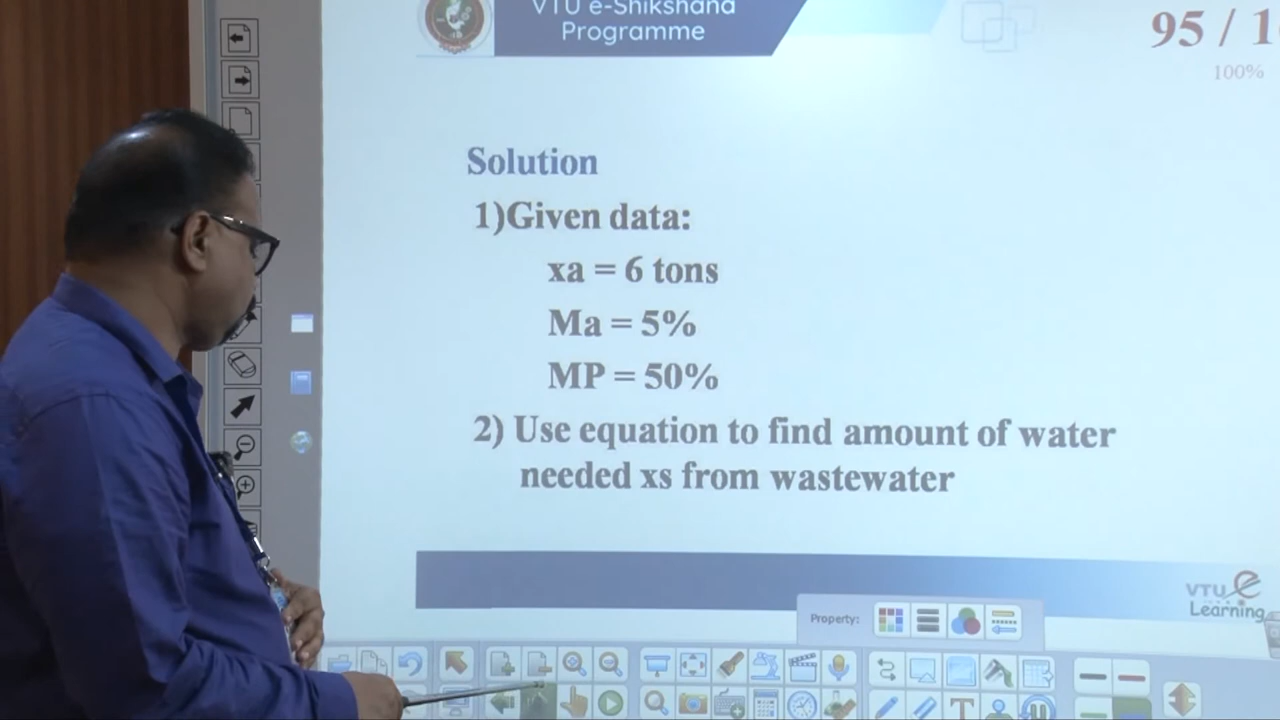 VTU e-Shikshana
Programme
95 / 1
100%
Solution
1)Given data:
xa = 6 tons
Ma = 5%
MP = 50%
2) Use equation to find amount of water
needed xs from wastewater
VTU e
Learning
Property:
T